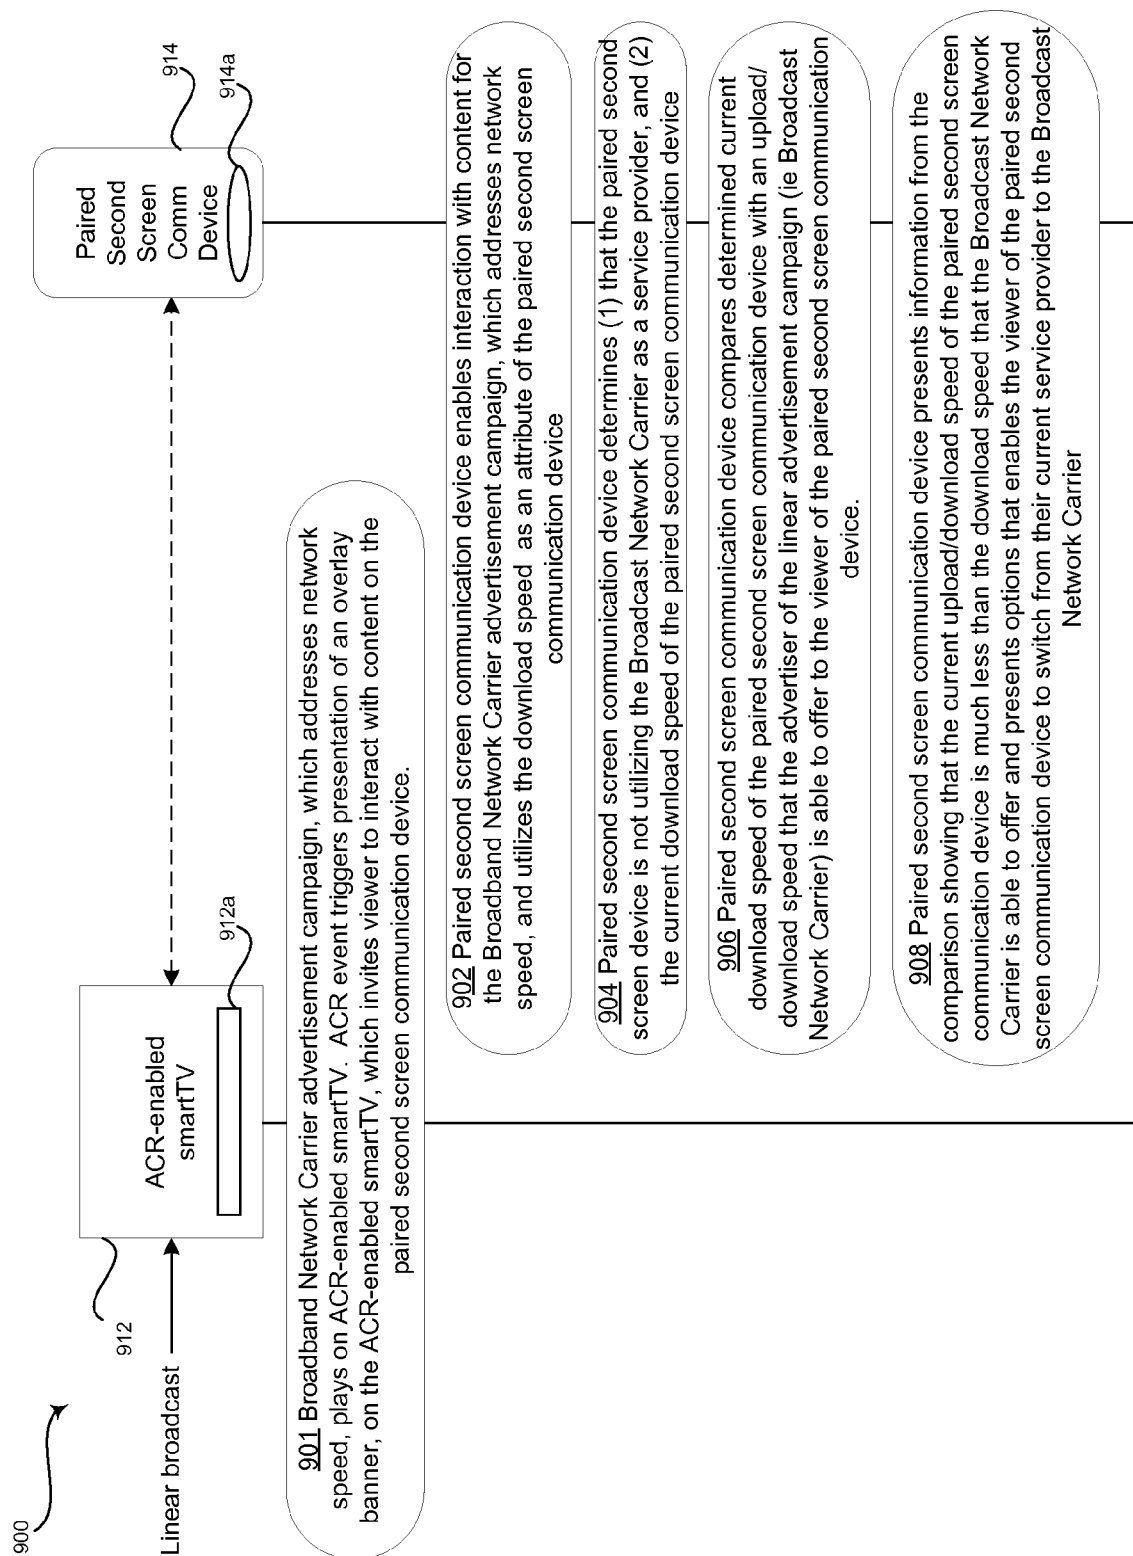 900
Linear broadcast
912
ACR-enabled
smartTV
912a
Paired
Second
Screen
Comm
Device
914
914a
901 Broadband Network Carrier advertisement campaign, which addresses network
speed, plays on ACR-enabled smartTV. ACR event triggers presentation of an overlay
banner, on the ACR-enabled smartTV, which invites viewer to interact with content on the
paired second screen communication device.
902 Paired second screen communication device enables interaction with content for
the Broadband Network Carrier advertisement campaign, which addresses network
speed, and utilizes the download speed as an attribute of the paired second screen
communication device
904 Paired second screen communication device determines (1) that the paired second
screen device is not utilizing the Broadcast Network Carrier as a service provider, and (2)
the current download speed of the paired second screen communication device
906 Paired second screen communication device compares determined current
download speed of the paired second screen communication device with an upload/
download speed that the advertiser of the linear advertisement campaign (ie Broadcast
Network Carrier) is able to offer to the viewer of the paired second screen communication
device.
908 Paired second screen communication device presents information from the
comparison showing that the current upload/download speed of the paired second screen
communication device is much less than the download speed that the Broadcast Network
Carrier is able to offer and presents options that enables the viewer of the paired second
screen communication device to switch from their current service provider to the Broadcast
Network Carrier